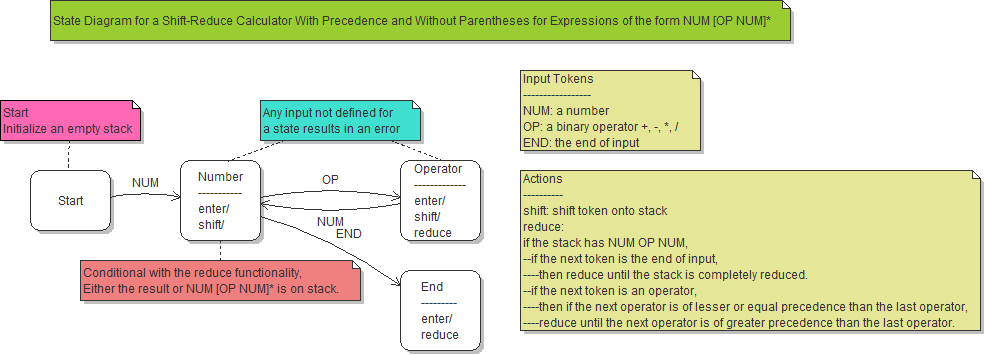 State Diagram for a Shift-Reduce Calculator With Precedence and Without Parentheses for Expressions of the form NUM [OP NUM]*
Start
Initialize an empty stack
Any input not defined for
a state results in an error
Input Tokens
-----------------
NUM: a number
OP: a binary operator +, -, *, /
END: the end of input
Start
NUM
Number
-----------
enter/
shift/
OP
NUM
END
Operator
-------------
enter/
shift/
reduce
Conditional with the reduce functionality,
Either the result or NUM [OP NUM]* is on stack.
End
---------
enter/
reduce
Actions
----------
shift: shift token onto stack
reduce:
if the stack has NUM OP NUM,
--if the next token is the end of input,
----then reduce until the stack is completely reduced.
--if the next token is an operator,
----then if the next operator is of lesser or equal precedence than the last operator,
----reduce until the next operator is of greater precedence than the last operator.